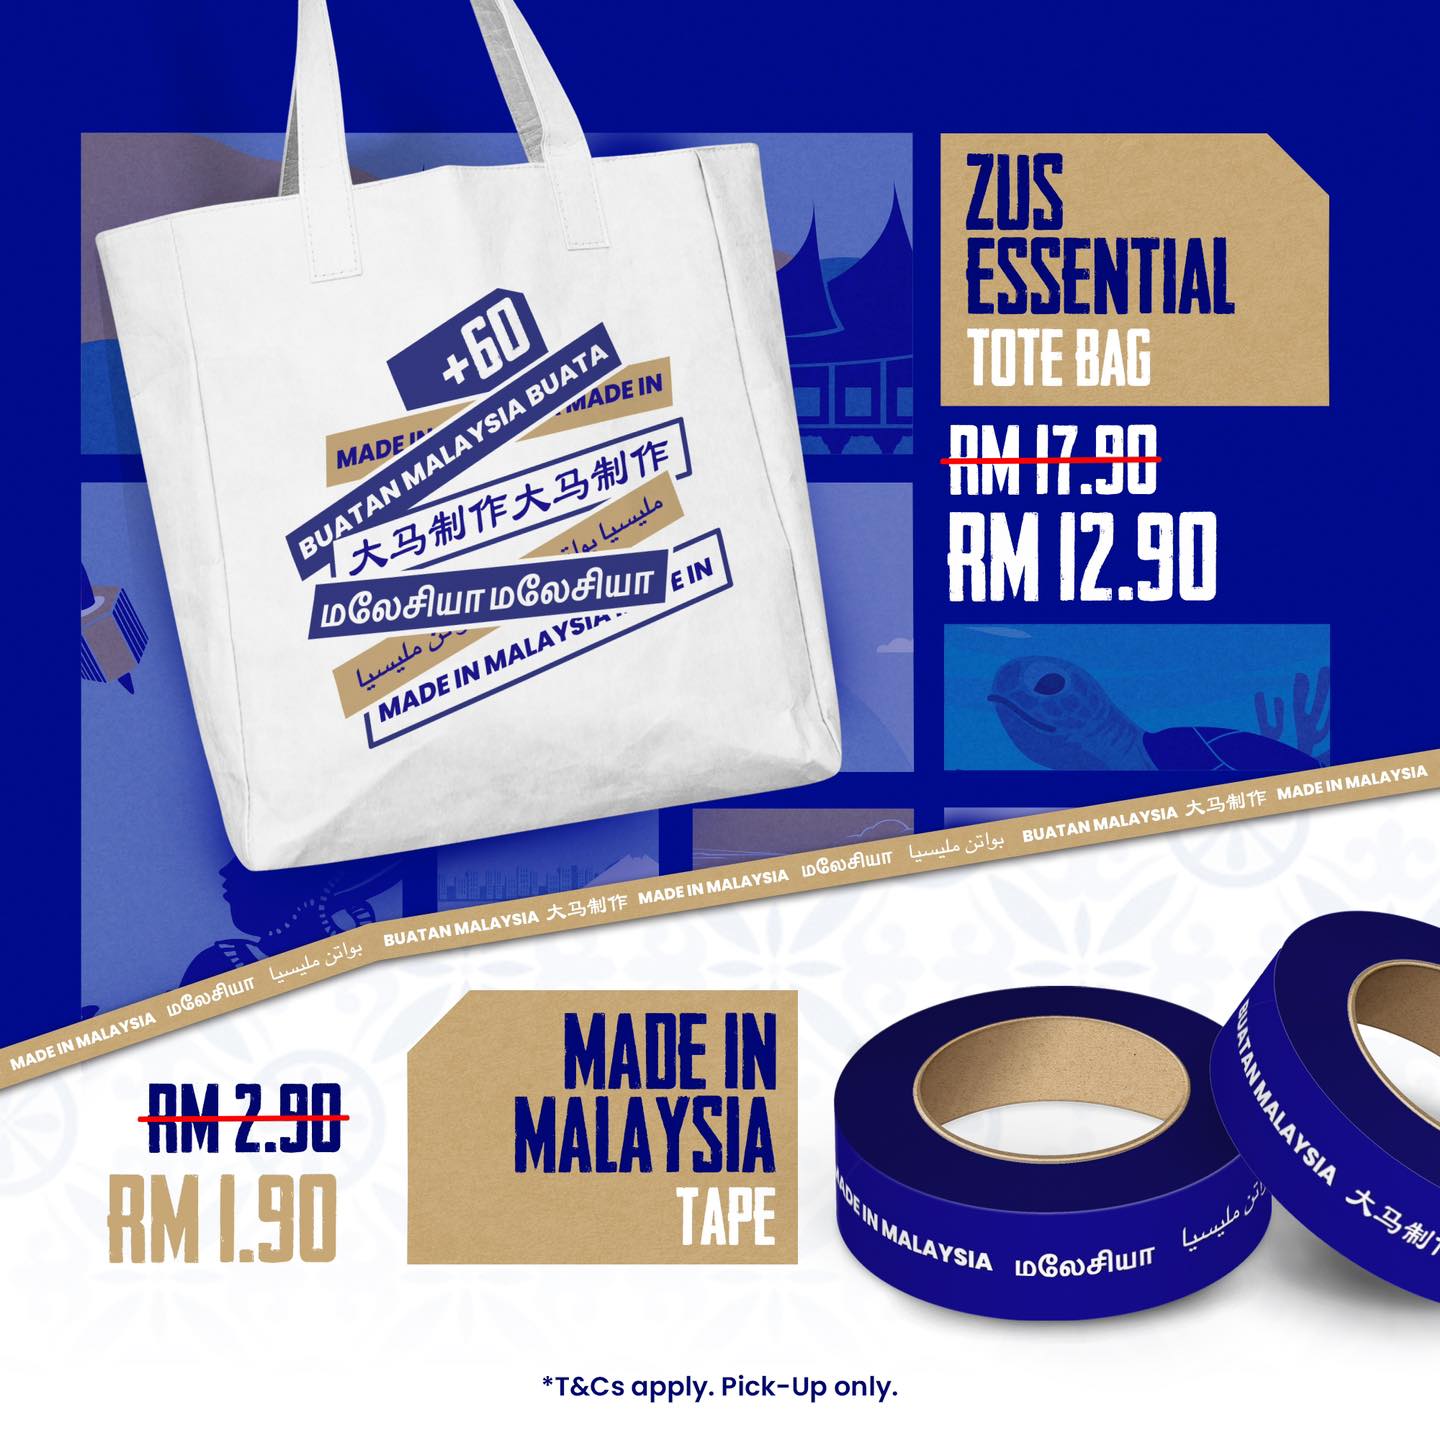 ZUS
ESSENTIAL
TOTE BAG
RM 17.90
RM 12.90
+60
MADE IN
MADE IN
BUATAN MALAYSIA BUATA
大马制作大马制作
مليسيا
மலேசியா மலேசியா
E IN
بواتن مليسيا
MADE IN MALAYSIA
MADE IN MALAYSIA மலேசியா بواتن مليسيا BUATAN MALAYSIA 大马制作 MADE IN MALAYSIA மலேசியா بواتن مليسيا BUATAN MALAYSIA 大马制作 MADE IN MALAYSIA
RM 2.90
RM 1.90
MADE IN
MALAYSIA
TAPE
MADE IN MALAYSIA மலேசியா بواتن مليسيا
BUATAN MALAYSIA 大马制作
*T&Cs apply. Pick-Up only.